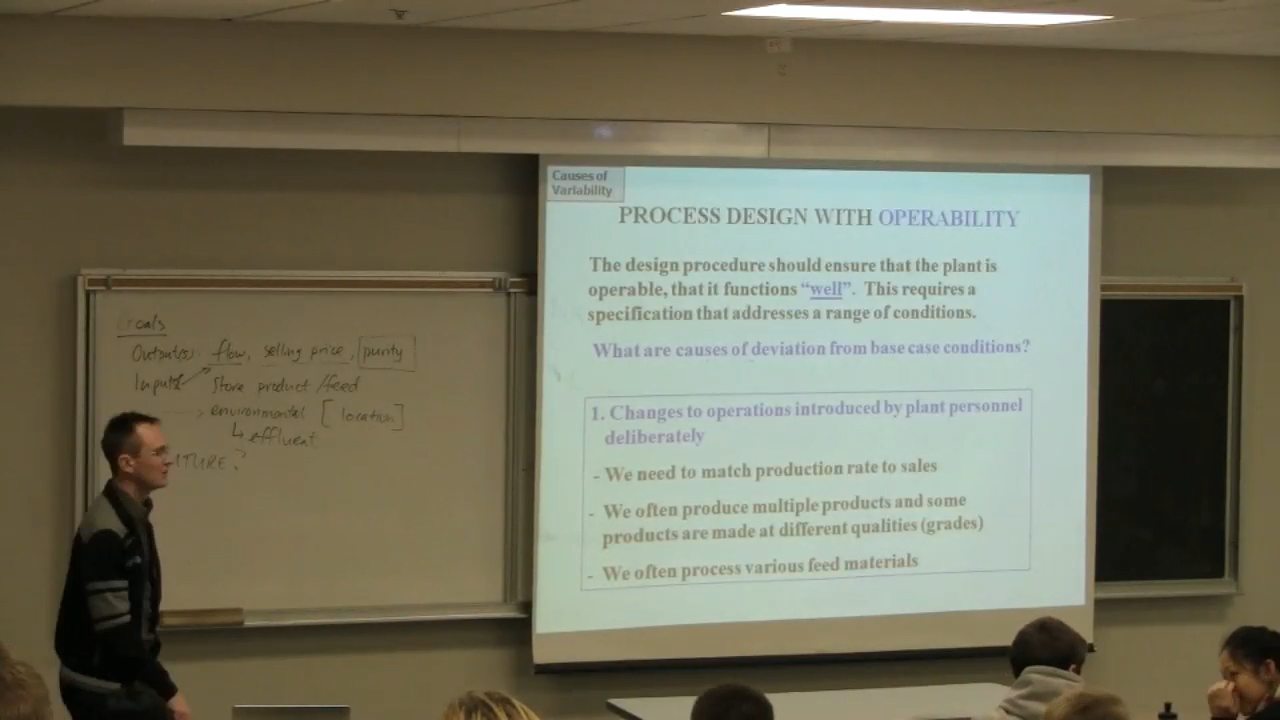 Goals
Output(s): flow, selling price, purity
Inputs
Store product / feed
environmental [location]
↳ effluent
TURE?
Causes of
Variability
PROCESS DESIGN WITH OPERABILITY
The design procedure should ensure that the plant is
operable, that it functions “well”. This requires a
specification that addresses a range of conditions.
What are causes of deviation from base case conditions?
1. Changes to operations introduced by plant personnel
deliberately
- We need to match production rate to sales
- We often produce multiple products and some
products are made at different qualities (grades)
- We often process various feed materials